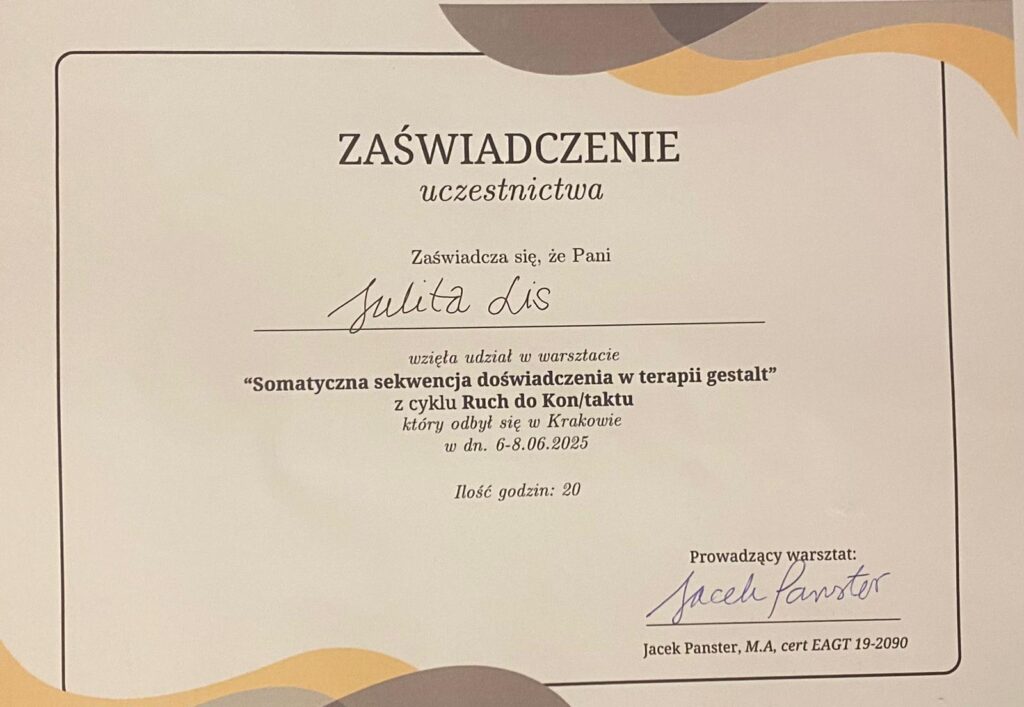 ZAŚWIADCZENIE
uczestnictwa
Zaświadcza się, że Pani
Julita Lis
wzięła udział w warsztacie
“Somatyczna sekwencja doświadczenia w terapii gestalt”
z cyklu Ruch do Kon/taktu
który odbył się w Krakowie
w dn. 6-8.06.2025
Ilość godzin: 20
Prowadzący warsztat:
Jacek Panster
Jacek Panster, M.A, cert EAGT 19-2090